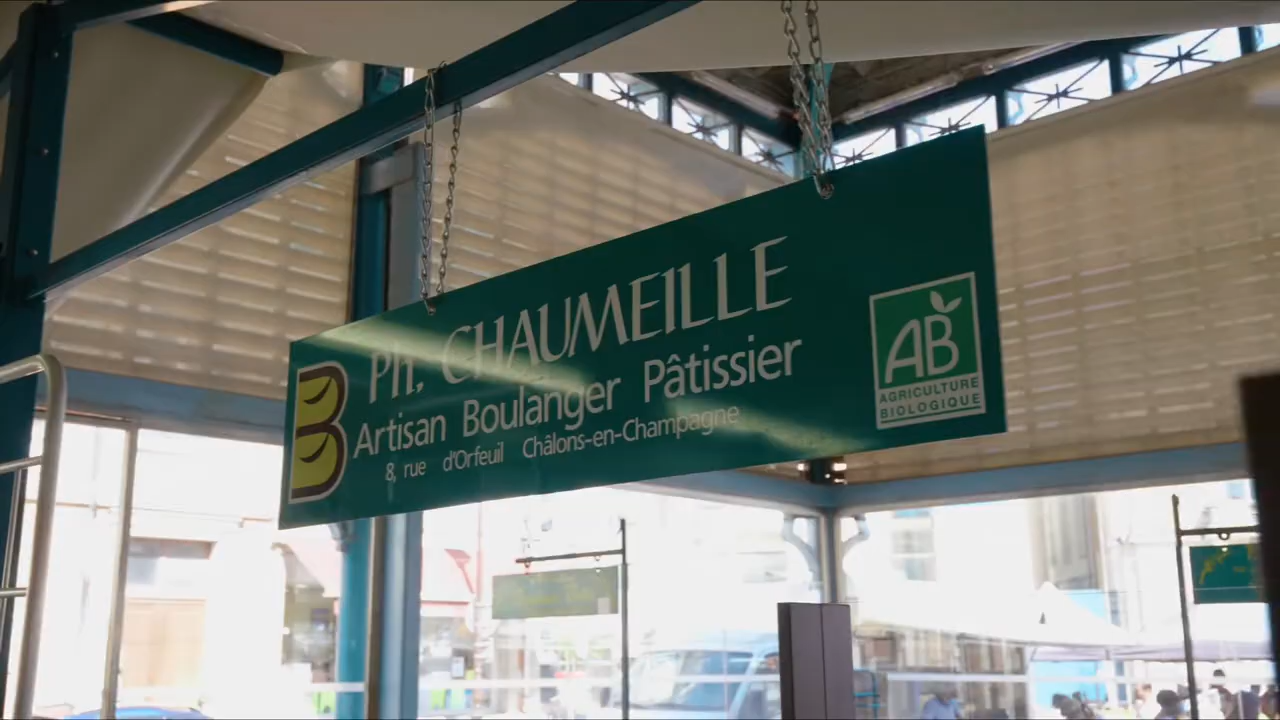 Ph. CHAUMEILLE
Artisan Boulanger Pâtissier
8, rue d'Orfeuil Châlons-en-Champagne
B
AB
AGRICULTURE
BIOLOGIQUE